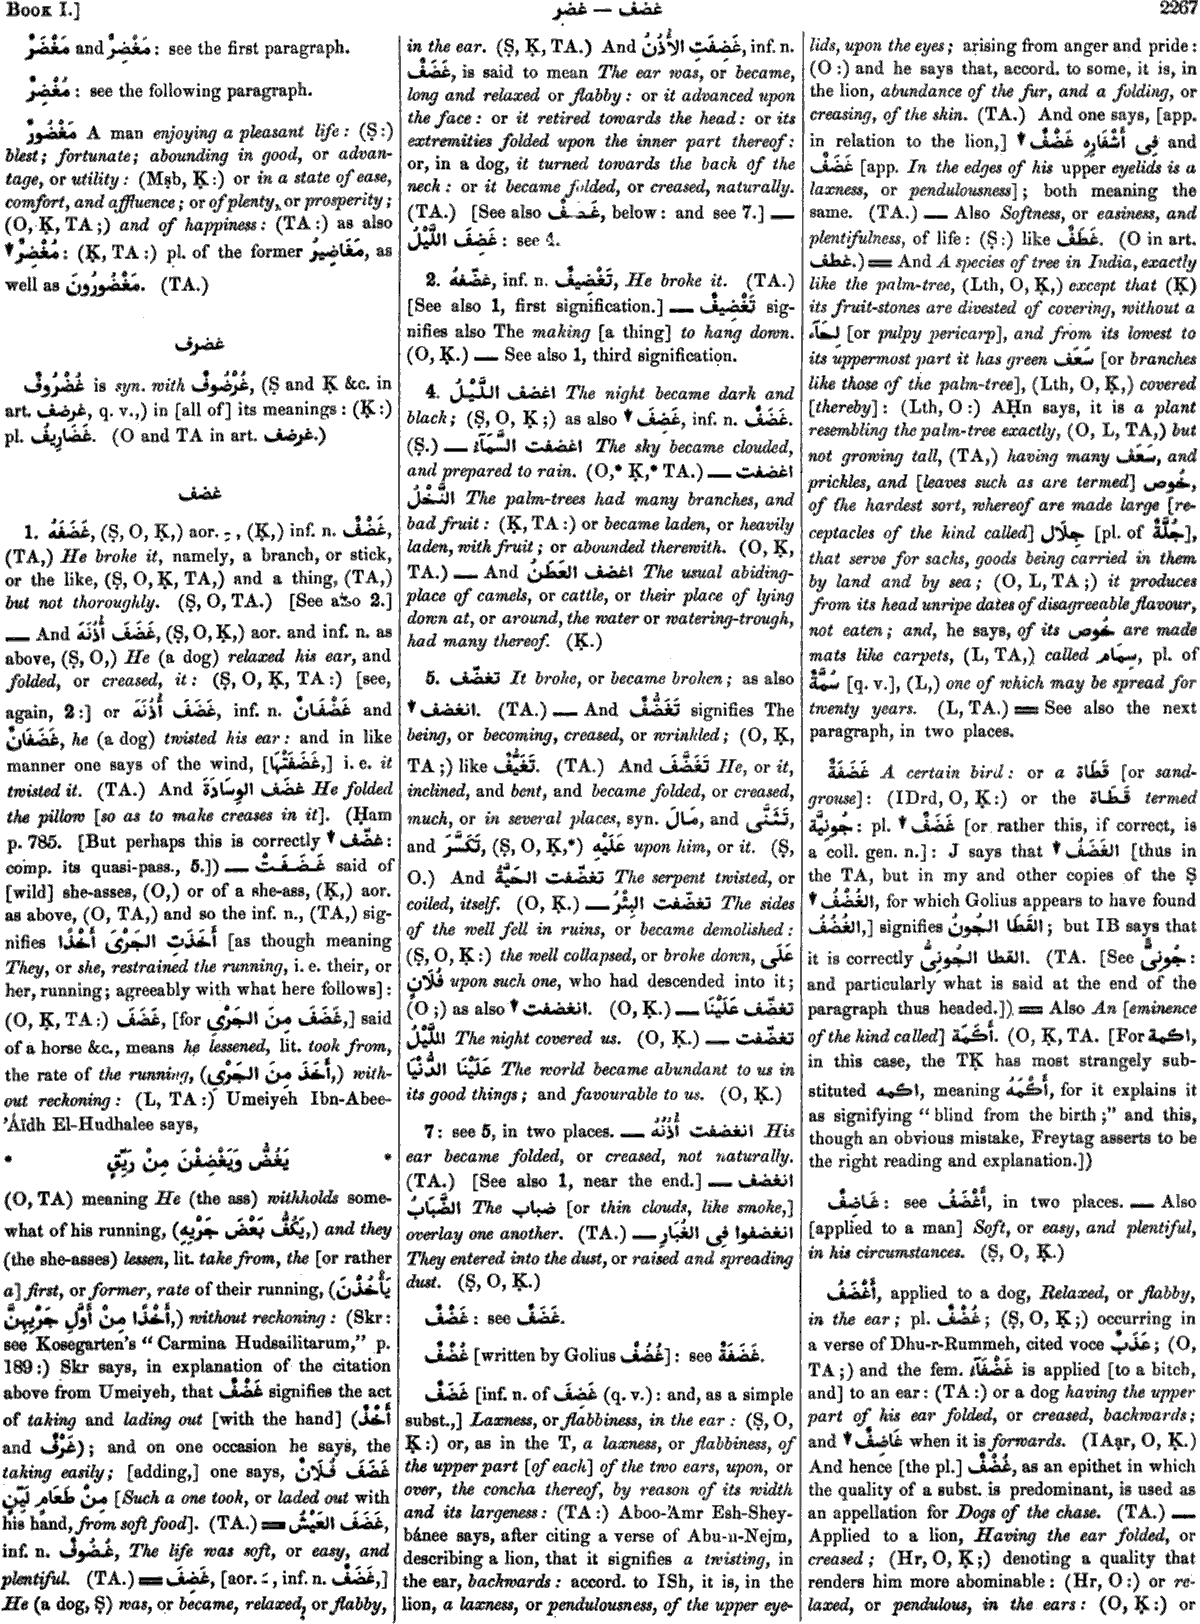 BOOK I.]
غضف — غضر
2267
مَغْضَرٌ and مَغْضِرٌ : see the first paragraph.
مُغْضِرٌ : see the following paragraph.
مَغْضُورٌ A man enjoying a pleasant life : (Ṣ :)
blest ; fortunate ; abounding in good, or advan-
tage, or utility : (Mṣb, Ḳ :) or in a state of ease,
comfort, and affluence ; or of plenty, or prosperity ;
(O, Ḳ, TA ;) and of happiness : (TA :) as also
مُغْضِرٌ : (Ḳ, TA :) pl. of the former مَغَاضِيرُ, as
well as مَغْضُورُونَ. (TA.)
غضرف
غُضْرُوفٌ is syn. with غُرْضُوفٌ, (Ṣ and Ḳ &c. in
art. غرضف, q. v.,) in [all of] its meanings : (Ḳ :)
pl. غَضَارِيفُ. (O and TA in art. غرضف.)
غضف
1. غَضَفَهُ, (Ṣ, O, Ḳ,) aor. ـِ , (Ḳ,) inf. n. غَضْفٌ,
(TA,) He broke it, namely, a branch, or stick,
or the like, (Ṣ, O, Ḳ, TA,) and a thing, (TA,)
but not thoroughly. (Ṣ, O, TA.) [See also 2.]
— And غَضَفَ أُذُنَهُ, (Ṣ, O, Ḳ,) aor. and inf. n. as
above, (Ṣ, O,) He (a dog) relaxed his ear, and
folded, or creased, it : (Ṣ, O, Ḳ, TA :) [see,
again, 2 :] or غَضَفَ أُذُنَهُ, inf. n. غَضْفَانٌ and
غَضَفَانٌ, he (a dog) twisted his ear : and in like
manner one says of the wind, [غَضَفَتْهَا,] i. e. it
twisted it. (TA.) And غَضَفَ الوِسَادَةَ He folded
the pillow [so as to make creases in it]. (Ḥam
p. 785. [But perhaps this is correctly غضّف :
comp. its quasi-pass., 5.]) — غَضَفَتْ said of
[wild] she-asses, (O,) or of a she-ass, (Ḳ,) aor.
as above, (O, TA,) and so the inf. n., (TA,) sig-
nifies أَخَذَتِ الجَرْىَ أَخْذًا [as though meaning
They, or she, restrained the running, i. e. their, or
her, running ; agreeably with what here follows] :
(O, Ḳ, TA :) غَضَفَ, [for غَضَفَ مِنَ الجَرْىِ,] said
of a horse &c., means he lessened, lit. took from,
the rate of the running, (أَخَذَ مِنَ الجَرْىِ,) with-
out reckoning : (L, TA :) Umeiyeh Ibn-Abee-
'Áïdh El-Hudhalee says,
* يَغُضُّ وَيَغْضِفْنَ مِنْ رَيِّقٍ *
(O, TA) meaning He (the ass) withholds some-
what of his running, (يَكُفُّ بَعْضَ جَرْيِهِ,) and they
(the she-asses) lessen, lit. take from, the [or rather
a] first, or former, rate of their running, (يَأْخُذْنَ
أَخْذًا مِنْ أَوَّلِ جَرْيِهِنَّ,) without reckoning : (Skr :
see Kosegarten's “ Carmina Hudsailitarum,” p.
189 :) Skr says, in explanation of the citation
above from Umeiyeh, that غَضْفٌ signifies the act
of taking and lading out [with the hand] (أَخْذٌ
and غَرْفٌ) ; and on one occasion he says, the
taking easily ; [adding,] one says, غَضَفَ فُلَانٌ
مِنْ طَعَامٍ لَيِّنٍ [Such a one took, or laded out with
his hand, from soft food]. (TA.) = غَضَفَ العَيْشُ,
inf. n. غُضُوفٌ, The life was soft, or easy, and
plentiful. (TA.) = غَضِفَ, [aor. ـَ , inf. n. غَضَفٌ,]
He (a dog, Ṣ) was, or became, relaxed, or flabby,
in the ear. (Ṣ, Ḳ, TA.) And غَضِفَتِ الأُذُنُ, inf. n.
غَضَفٌ, is said to mean The ear was, or became,
long and relaxed or flabby : or it advanced upon
the face : or it retired towards the head : or its
extremities folded upon the inner part thereof :
or, in a dog, it turned towards the back of the
neck : or it became folded, or creased, naturally.
(TA.) [See also غَضَفٌ, below : and see 7.] —
غَضِفَ اللَّيْلُ : see 4.
2. غضّفهُ, inf. n. تَغْضِيفٌ, He broke it. (TA.)
[See also 1, first signification.] — تَغْضِيفٌ sig-
nifies also The making [a thing] to hang down.
(O, Ḳ.) — See also 1, third signification.
4. اغضف اللَّيْلُ The night became dark and
black ; (Ṣ, O, Ḳ ;) as also غَضِفَ, inf. n. غَضَفٌ.
(Ṣ.) — اغضفت السَّمَآءُ The sky became clouded,
and prepared to rain. (O,* Ḳ,* TA.) — اغضفت
النَّخْلُ The palm-trees had many branches, and
bad fruit : (Ḳ, TA :) or became laden, or heavily
laden, with fruit ; or abounded therewith. (O, Ḳ,
TA.) — And اغضف العَطَنُ The usual abiding-
place of camels, or cattle, or their place of lying
down at, or around, the water or watering-trough,
had many thereof. (Ḳ.)
5. تغضّف It broke, or became broken ; as also
انغضف. (TA.) — And تَغَضُّفٌ signifies The
being, or becoming, creased, or wrinkled ; (O, Ḳ,
TA ;) like تَغَيُّفٌ. (TA.) And تَغَضَّفَ He, or it,
inclined, and bent, and became folded, or creased,
much, or in several places, syn. مَالَ, and تَثَنَّى,
and تَكَسَّرَ, (Ṣ, O, Ḳ,*) عَلَيْهِ upon him, or it. (Ṣ,
O.) And تغضّفت الحَيَّةُ The serpent twisted, or
coiled, itself. (O, Ḳ.) — تغضّفت البِئْرُ The sides
of the well fell in ruins, or became demolished :
(Ṣ, O, Ḳ :) the well collapsed, or broke down, عَلَى
فُلَانٍ upon such one, who had descended into it ;
(O ;) as also انغضفت. (O, Ḳ.) — تغضّف عَلَيْنَا
اللَّيْلُ The night covered us. (O, Ḳ.) — تغضّفت
عَلَيْنَا الدُّنْيَا The world became abundant to us in
its good things ; and favourable to us. (O, Ḳ.)
7 : see 5, in two places. — انغضفت أُذُنُهُ His
ear became folded, or creased, not naturally.
(TA.) [See also 1, near the end.] — انغضف
الضَّبَابُ The ضباب [or thin clouds, like smoke,]
overlay one another. (TA.) — انغضفوا فِى الغُبَارِ
They entered into the dust, or raised and spreading
dust. (Ṣ, O, Ḳ.)
غَضْفٌ : see غَضَفٌ.
غُضْفٌ [written by Golius غُضُفٌ] : see غَضَفَةٌ.
غَضَفٌ [inf. n. of غَضِفَ (q. v.) : and, as a simple
subst.,] Laxness, or flabbiness, in the ear : (Ṣ, O,
Ḳ :) or, as in the T, a laxness, or flabbiness, of
the upper part [of each] of the two ears, upon, or
over, the concha thereof, by reason of its width
and its largeness : (TA :) Aboo-'Amr Esh-Shey-
bánee says, after citing a verse of Abu-n-Nejm,
describing a lion, that it signifies a twisting, in
the ear, backwards : accord. to ISh, it is, in the
lion, a laxness, or pendulousness, of the upper eye-
lids, upon the eyes ; arising from anger and pride :
(O :) and he says that, accord. to some, it is, in
the lion, abundance of the fur, and a folding, or
creasing, of the skin. (TA.) And one says, [app.
in relation to the lion,] فِى أَشْفَارِهِ غَضْفٌ and
غَضَفٌ [app. In the edges of his upper eyelids is a
laxness, or pendulousness] ; both meaning the
same. (TA.) — Also Softness, or easiness, and
plentifulness, of life : (Ṣ :) like غَطَفٌ. (O in art.
غطف.) = And A species of tree in India, exactly
like the palm-tree, (Lth, O, Ḳ,) except that (Ḳ)
its fruit-stones are divested of covering, without a
لِحَآء [or pulpy pericarp], and from its lowest to
its uppermost part it has green سَعَف [or branches
like those of the palm-tree], (Lth, O, Ḳ,) covered
[thereby] : (Lth, O :) AḤn says, it is a plant
resembling the palm-tree exactly, (O, L, TA,) but
not growing tall, (TA,) having many سَعَف, and
prickles, and [leaves such as are termed] خُوص,
of the hardest sort, whereof are made large [re-
ceptacles of the kind called] جِلَال [pl. of جُلَّةٌ],
that serve for sachs, goods being carried in them
by land and by sea ; (O, L, TA ;) it produces
from its head unripe dates of disagreeable flavour,
not eaten ; and, he says, of its خُوص are made
mats like carpets, (L, TA,) called سِمَام, pl. of
سُمَّةٌ [q. v.], (L,) one of which may be spread for
twenty years. (L, TA.) = See also the next
paragraph, in two places.
غَضَفَةٌ A certain bird : or a قَطَاة [or sand-
grouse] : (IDrd, O, Ḳ :) or the قَطَاة termed
جُونِيَّة : pl. غَضَفٌ [or rather this, if correct, is
a coll. gen. n.] : J says that الغَضَفُ [thus in
the TA, but in my and other copies of the Ṣ
الغُضْفُ, for which Golius appears to have found
الغُضُفُ,] signifies القَطَا الجُونُ ; but IB says that
it is correctly القطا الجُونِىُّ. (TA. [See جُونِىٌّ :
and particularly what is said at the end of the
paragraph thus headed.]) = Also An [eminence
of the kind called] أَكَمَة. (O, Ḳ, TA. [For اكمة,
in this case, the TḲ has most strangely sub-
stituted اكمه, meaning أَكْمَهُ, for it explains it
as signifying “ blind from the birth ;” and this,
though an obvious mistake, Freytag asserts to be
the right reading and explanation.])
غَاضِفٌ : see أَغْضَفُ, in two places. — Also
[applied to a man] Soft, or easy, and plentiful,
in his circumstances. (Ṣ, O, Ḳ.)
أَغْضَفُ, applied to a dog, Relaxed, or flabby,
in the ear ; pl. غُضْفٌ ; (Ṣ, O, Ḳ ;) occurring in
a verse of Dhu-r-Rummeh, cited voce عَذَبٌ ; (O,
TA ;) and the fem. غَضْفَآءُ is applied [to a bitch,
and] to an ear : (TA :) or a dog having the upper
part of his ear folded, or creased, backwards ;
and غَاضِفٌ when it is forwards. (IAạr, O, Ḳ.)
And hence [the pl.] غُضْفٌ, as an epithet in which
the quality of a subst. is predominant, is used as
an appellation for Dogs of the chase. (TA.) —
Applied to a lion, Having the ear folded, or
creased ; (Hr, O, Ḳ ;) denoting a quality that
renders him more abominable : (Hr, O :) or re-
laxed, or pendulous, in the ears : (O, Ḳ :) or